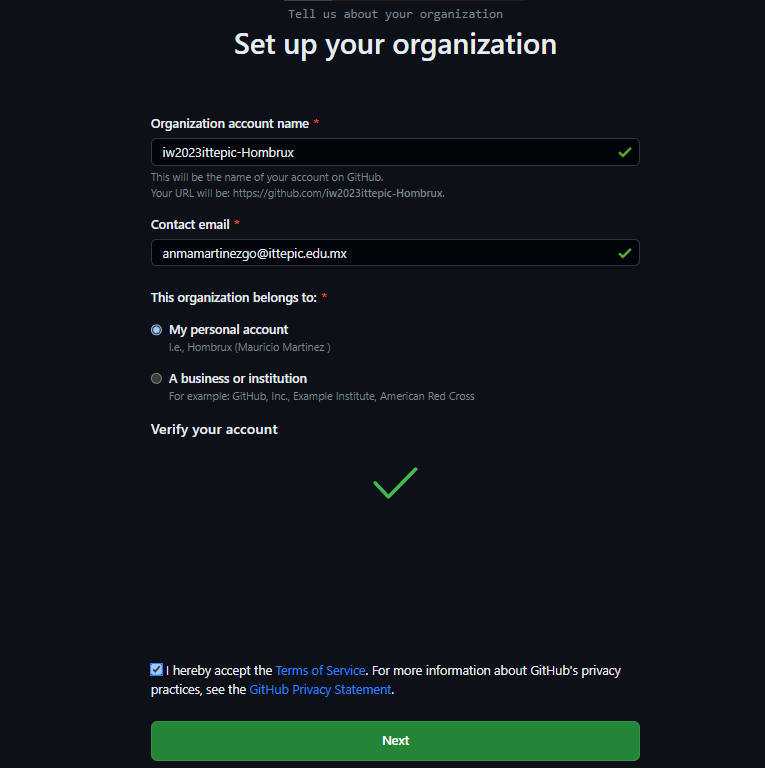 Tell us about your organization
Set up your organization
Organization account name *
iw2023ittepic-Hombrux
This will be the name of your account on GitHub.
Your URL will be: https://github.com/iw2023ittepic-Hombrux.
Contact email *
anmamartinezgo@ittepic.edu.mx
This organization belongs to: *
My personal account
I.e., Hombrux (Mauricio Martinez )
A business or institution
For example: GitHub, Inc., Example Institute, American Red Cross
Verify your account
I hereby accept the Terms of Service. For more information about GitHub's privacy
practices, see the GitHub Privacy Statement.
Next